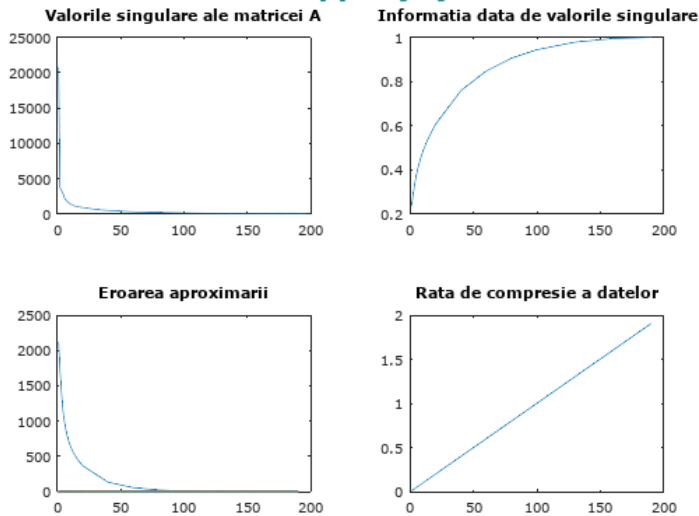 Valorile singulare ale matricei A
25000
20000
15000
10000
5000
0
0 50 100 150 200
Informatia data de valorile singulare
1
0.8
0.6
0.4
0.2
0 50 100 150 200
Eroarea aproximarii
2500
2000
1500
1000
500
0
0 50 100 150 200
Rata de compresie a datelor
2
1.5
1
0.5
0
0 50 100 150 200